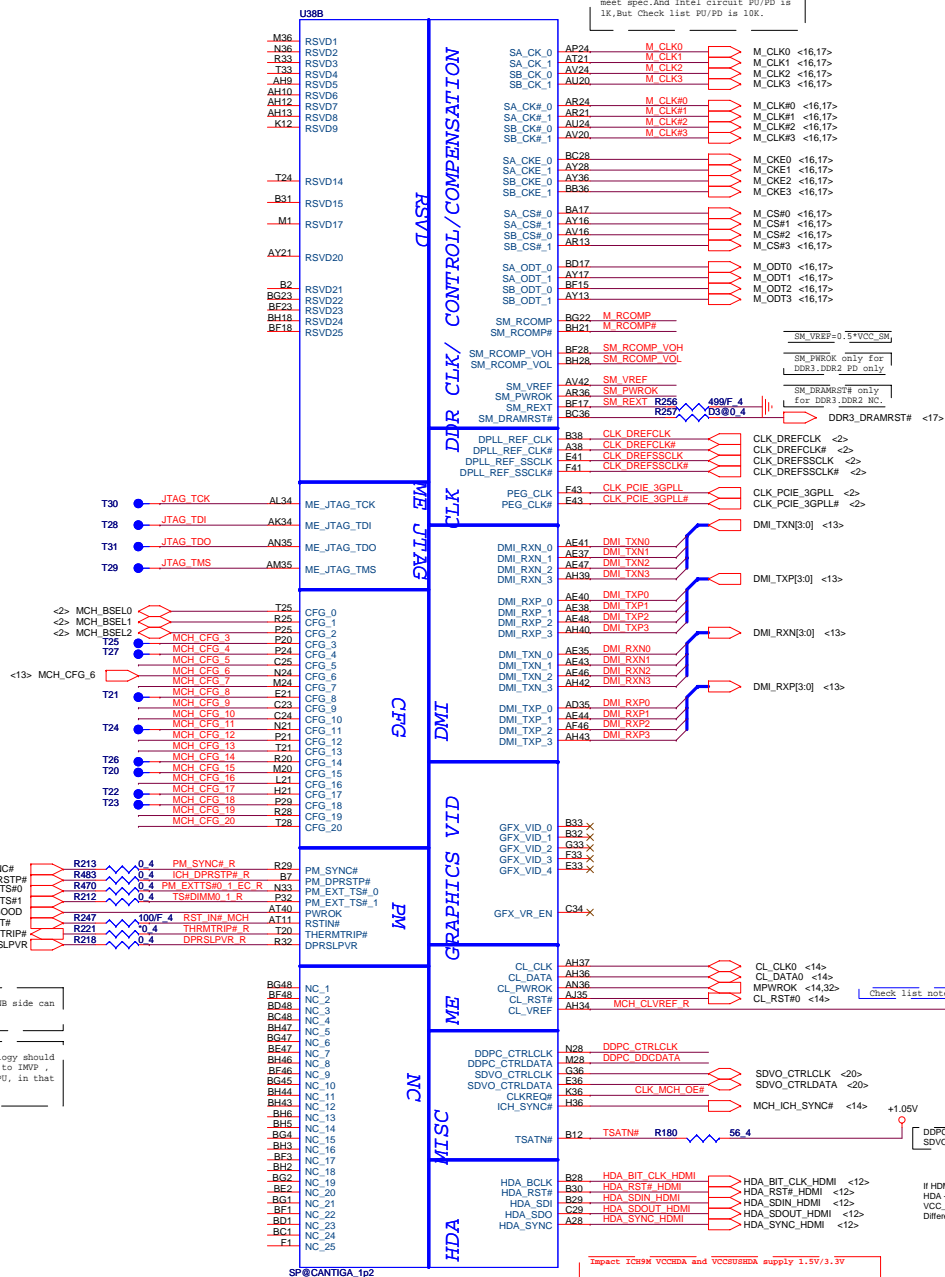 meet spec.And Intel circuit PU/PD is
1K,But Check list PU/PD is 10K.
U38B
M36 RSVD1
N36 RSVD2
R33 RSVD3
T33 RSVD4
AH9 RSVD5
AH10 RSVD6
AH12 RSVD7
AH13 RSVD8
K12 RSVD9
T24 RSVD14
B31 RSVD15
M1 RSVD17
AY21 RSVD20
B2 RSVD21
BG23 RSVD22
BF23 RSVD23
BH18 RSVD24
BF18 RSVD25
RSVD
DDR CLK/ CONTROL/COMPENSATION
SA_CK_0 AP24 M_CLK0 M_CLK0 <16,17>
SA_CK_1 AT21 M_CLK1 M_CLK1 <16,17>
SB_CK_0 AV24 M_CLK2 M_CLK2 <16,17>
SB_CK_1 AU20 M_CLK3 M_CLK3 <16,17>
SA_CK#_0 AR24 M_CLK#0 M_CLK#0 <16,17>
SA_CK#_1 AR21 M_CLK#1 M_CLK#1 <16,17>
SB_CK#_0 AU24 M_CLK#2 M_CLK#2 <16,17>
SB_CK#_1 AV20 M_CLK#3 M_CLK#3 <16,17>
SA_CKE_0 BC28 M_CKE0 <16,17>
SA_CKE_1 AY28 M_CKE1 <16,17>
SB_CKE_0 AY36 M_CKE2 <16,17>
SB_CKE_1 BB36 M_CKE3 <16,17>
SA_CS#_0 BA17 M_CS#0 <16,17>
SA_CS#_1 AY16 M_CS#1 <16,17>
SB_CS#_0 AV16 M_CS#2 <16,17>
SB_CS#_1 AR13 M_CS#3 <16,17>
SA_ODT_0 BD17 M_ODT0 <16,17>
SA_ODT_1 AY17 M_ODT1 <16,17>
SB_ODT_0 BF15 M_ODT2 <16,17>
SB_ODT_1 AY13 M_ODT3 <16,17>
SM_RCOMP BG22 M_RCOMP
SM_RCOMP# BH21 M_RCOMP#
SM_RCOMP_VOH BF28 SM_RCOMP_VOH
SM_RCOMP_VOL BH28 SM_RCOMP_VOL
SM_VREF AV42 SM_VREF
SM_PWROK AR36 SM_PWROK
SM_REXT BF17 SM_REXT R256 499/F_4
SM_DRAMRST# BC36 R257 D3@0_4 DDR3_DRAMRST# <17>
SM_VREF=0.5*VCC_SM
SM_PWROK only for
DDR3.DDR2 PD only
SM_DRAMRST# only
for DDR3.DDR2 NC.
CLK
DPLL_REF_CLK B38 CLK_DREFCLK CLK_DREFCLK <2>
DPLL_REF_CLK# A38 CLK_DREFCLK# CLK_DREFCLK# <2>
DPLL_REF_SSCLK E41 CLK_DREFSSCLK CLK_DREFSSCLK <2>
DPLL_REF_SSCLK# F41 CLK_DREFSSCLK# CLK_DREFSSCLK# <2>
PEG_CLK F43 CLK_PCIE_3GPLL CLK_PCIE_3GPLL <2>
PEG_CLK# E43 CLK_PCIE_3GPLL# CLK_PCIE_3GPLL# <2>
ME JTAG
T30 JTAG_TCK AL34 ME_JTAG_TCK
T28 JTAG_TDI AK34 ME_JTAG_TDI
T31 JTAG_TDO AN35 ME_JTAG_TDO
T29 JTAG_TMS AM35 ME_JTAG_TMS
DMI
DMI_TXN[3:0] <13>
DMI_RXN_0 AE41 DMI_TXN0
DMI_RXN_1 AE37 DMI_TXN1
DMI_RXN_2 AE47 DMI_TXN2
DMI_RXN_3 AH39 DMI_TXN3
DMI_TXP[3:0] <13>
DMI_RXP_0 AE40 DMI_TXP0
DMI_RXP_1 AE38 DMI_TXP1
DMI_RXP_2 AE48 DMI_TXP2
DMI_RXP_3 AH40 DMI_TXP3
DMI_RXN[3:0] <13>
DMI_TXN_0 AE35 DMI_RXN0
DMI_TXN_1 AE43 DMI_RXN1
DMI_TXN_2 AE46 DMI_RXN2
DMI_TXN_3 AH42 DMI_RXN3
DMI_RXP[3:0] <13>
DMI_TXP_0 AD35 DMI_RXP0
DMI_TXP_1 AE44 DMI_RXP1
DMI_TXP_2 AF46 DMI_RXP2
DMI_TXP_3 AH43 DMI_RXP3
CFG
<2> MCH_BSEL0 T25 CFG_0
<2> MCH_BSEL1 R25 CFG_1
<2> MCH_BSEL2 P25 CFG_2
T25 MCH_CFG_3 P20 CFG_3
T27 MCH_CFG_4 P24 CFG_4
MCH_CFG_5 C25 CFG_5
<13> MCH_CFG_6 MCH_CFG_6 N24 CFG_6
MCH_CFG_7 M24 CFG_7
T21 MCH_CFG_8 E21 CFG_8
MCH_CFG_9 C23 CFG_9
MCH_CFG_10 C24 CFG_10
T24 MCH_CFG_11 N21 CFG_11
MCH_CFG_12 P21 CFG_12
MCH_CFG_13 T21 CFG_13
T26 MCH_CFG_14 R20 CFG_14
T20 MCH_CFG_15 M20 CFG_15
MCH_CFG_16 L21 CFG_16
T22 MCH_CFG_17 H21 CFG_17
T23 MCH_CFG_18 P29 CFG_18
MCH_CFG_19 R28 CFG_19
MCH_CFG_20 T28 CFG_20
GRAPHICS VID
GFX_VID_0 B33
GFX_VID_1 B32
GFX_VID_2 G33
GFX_VID_3 F33
GFX_VID_4 E33
GFX_VR_EN C34
PM
NC# R213 0_4 PM_SYNC#_R R29 PM_SYNC#
RSTP# R483 0_4 ICH_DPRSTP#_R B7 PM_DPRSTP#
TS#0 R470 0_4 PM_EXTTS#0_1_EC_R N33 PM_EXT_TS#_0
TS#1 R212 0_4 TS#DIMM0_1_R P32 PM_EXT_TS#_1
OOD AT40 PWROK
T# R247 100/F_4 RST_IN#_MCH AT11 RSTIN#
TRIP# R221 *0_4 THRMTRIP#_R T20 THERMTRIP#
SLPVR R218 0_4 DPRSLPVR_R R32 DPRSLPVR
ME
CL_CLK AH37 CL_CLK0 <14>
CL_DATA AH36 CL_DATA0 <14>
CL_PWROK AN36 MPWROK <14,32>
CL_RST# AJ35 CL_RST#0 <14>
CL_VREF AH34 MCH_CLVREF_R
Check list note
NB side can
logy should
to IMVP ,
PU, in that
NC
BG48 NC_1
BF48 NC_2
BD48 NC_3
BC48 NC_4
BH47 NC_5
BG47 NC_6
BE47 NC_7
BH46 NC_8
BF46 NC_9
BG45 NC_10
BH44 NC_11
BH43 NC_12
BH6 NC_13
BH5 NC_14
BG4 NC_15
BH3 NC_16
BF3 NC_17
BH2 NC_18
BG2 NC_19
BE2 NC_20
BG1 NC_21
BF1 NC_22
BD1 NC_23
BC1 NC_24
F1 NC_25
MISC
DDPC_CTRLCLK N28 DDPC_CTRLCLK
DDPC_CTRLDATA M28 DDPC_DDCDATA
SDVO_CTRLCLK G36 SDVO_CTRLCLK <20>
SDVO_CTRLDATA E36 SDVO_CTRLDATA <20>
CLKREQ# K36 CLK_MCH_OE#
ICH_SYNC# H36 MCH_ICH_SYNC# <14>
+1.05V
TSATN# B12 TSATN# R180 56_4
DDPC
SDVO
HDA
HDA_BCLK B28 HDA_BIT_CLK_HDMI HDA_BIT_CLK_HDMI <12>
HDA_RST# B30 HDA_RST#_HDMI HDA_RST#_HDMI <12>
HDA_SDI B29 HDA_SDIN_HDMI HDA_SDIN_HDMI <12>
HDA_SDO C29 HDA_SDOUT_HDMI HDA_SDOUT_HDMI <12>
HDA_SYNC A28 HDA_SYNC_HDMI HDA_SYNC_HDMI <12>
If HDM
HDA
VCC_
Differe
Impact ICH9M VCCHDA and VCCSUSHDA supply 1.5V/3.3V
SP@CANTIGA_1p2